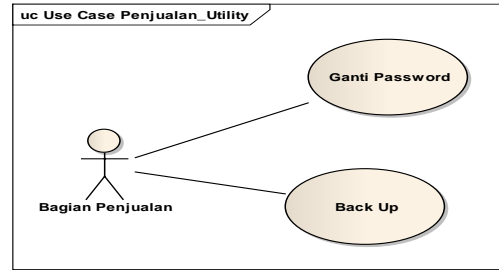 uc Use Case Penjualan_Utility
Ganti Password
Bagian Penjualan
Back Up